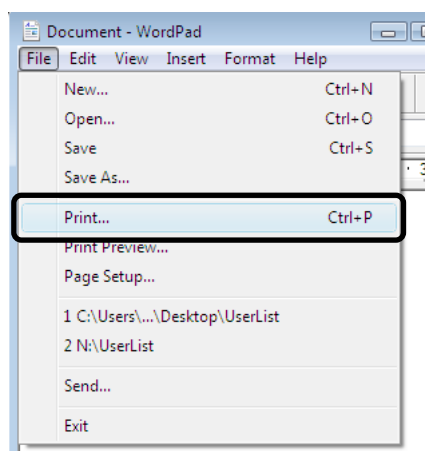 Document - WordPad
File Edit View Insert Format Help
New... Ctrl+N
Open... Ctrl+O
Save Ctrl+S
Save As...
Print... Ctrl+P
Print Preview...
Page Setup...
1 C:\Users\...\Desktop\UserList
2 N:\UserList
Send...
Exit